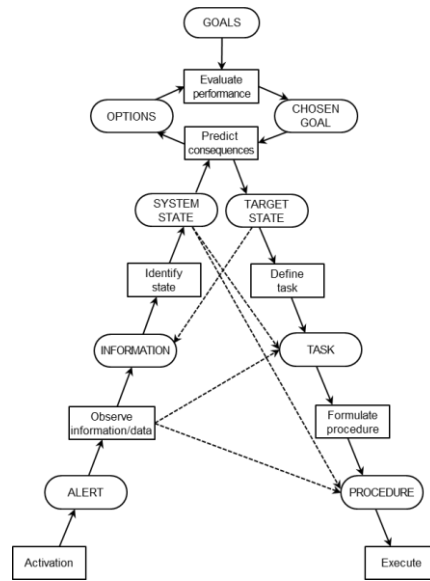 GOALS
Evaluate
performance
OPTIONS
CHOSEN
GOAL
Predict
consequences
SYSTEM
STATE
TARGET
STATE
Identify
state
Define
task
INFORMATION
TASK
Observe
information/data
Formulate
procedure
ALERT
PROCEDURE
Activation
Execute